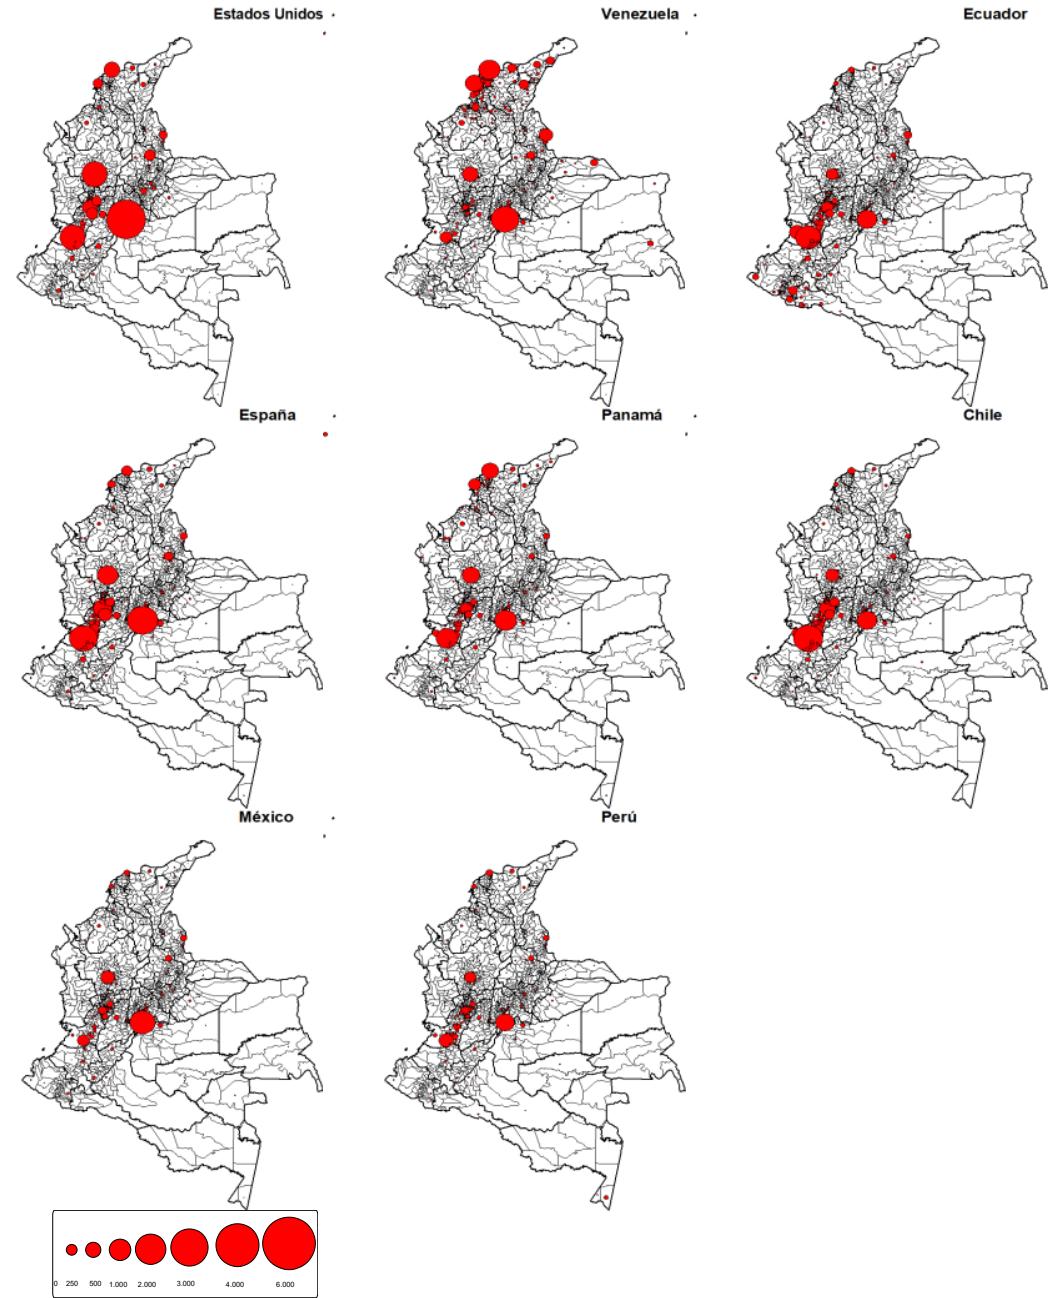 Estados Unidos
Venezuela
Ecuador
España
Panamá
Chile
México
Perú
0 250 500 1.000 2.000 3.000 4.000 6.000